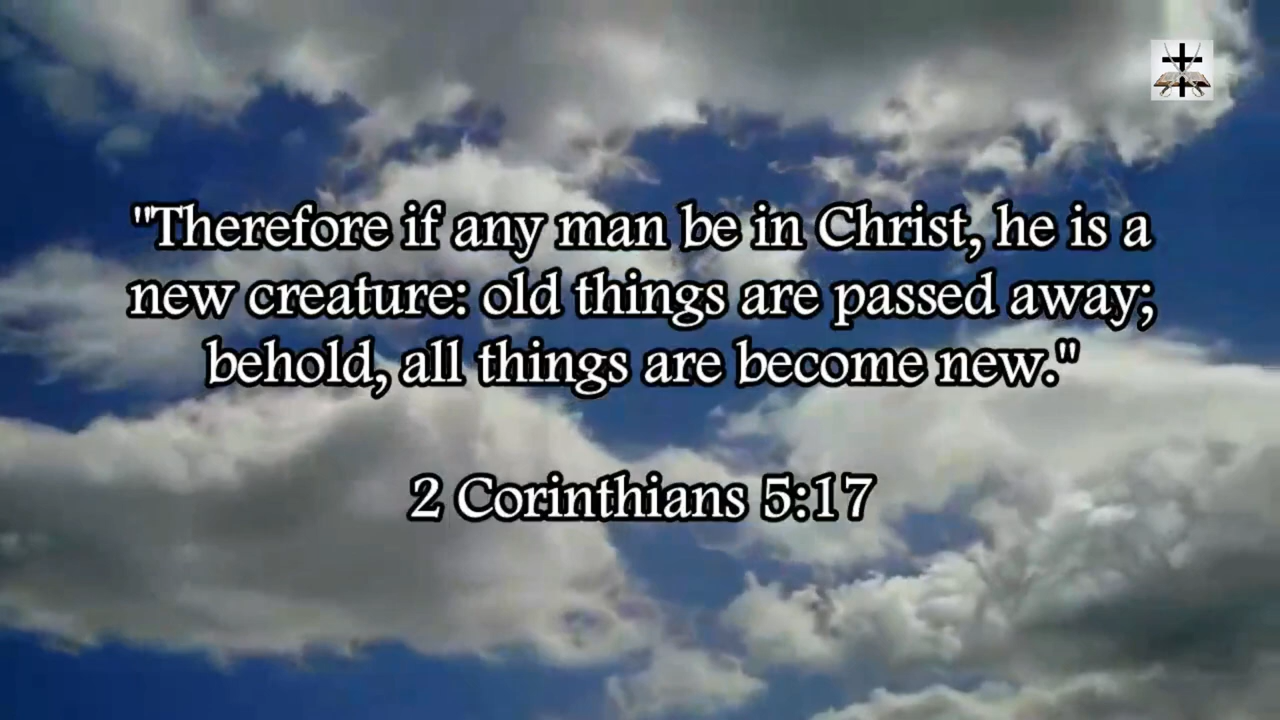 "Therefore if any man be in Christ, he is a
new creature: old things are passed away;
behold, all things are become new."
2 Corinthians 5:17